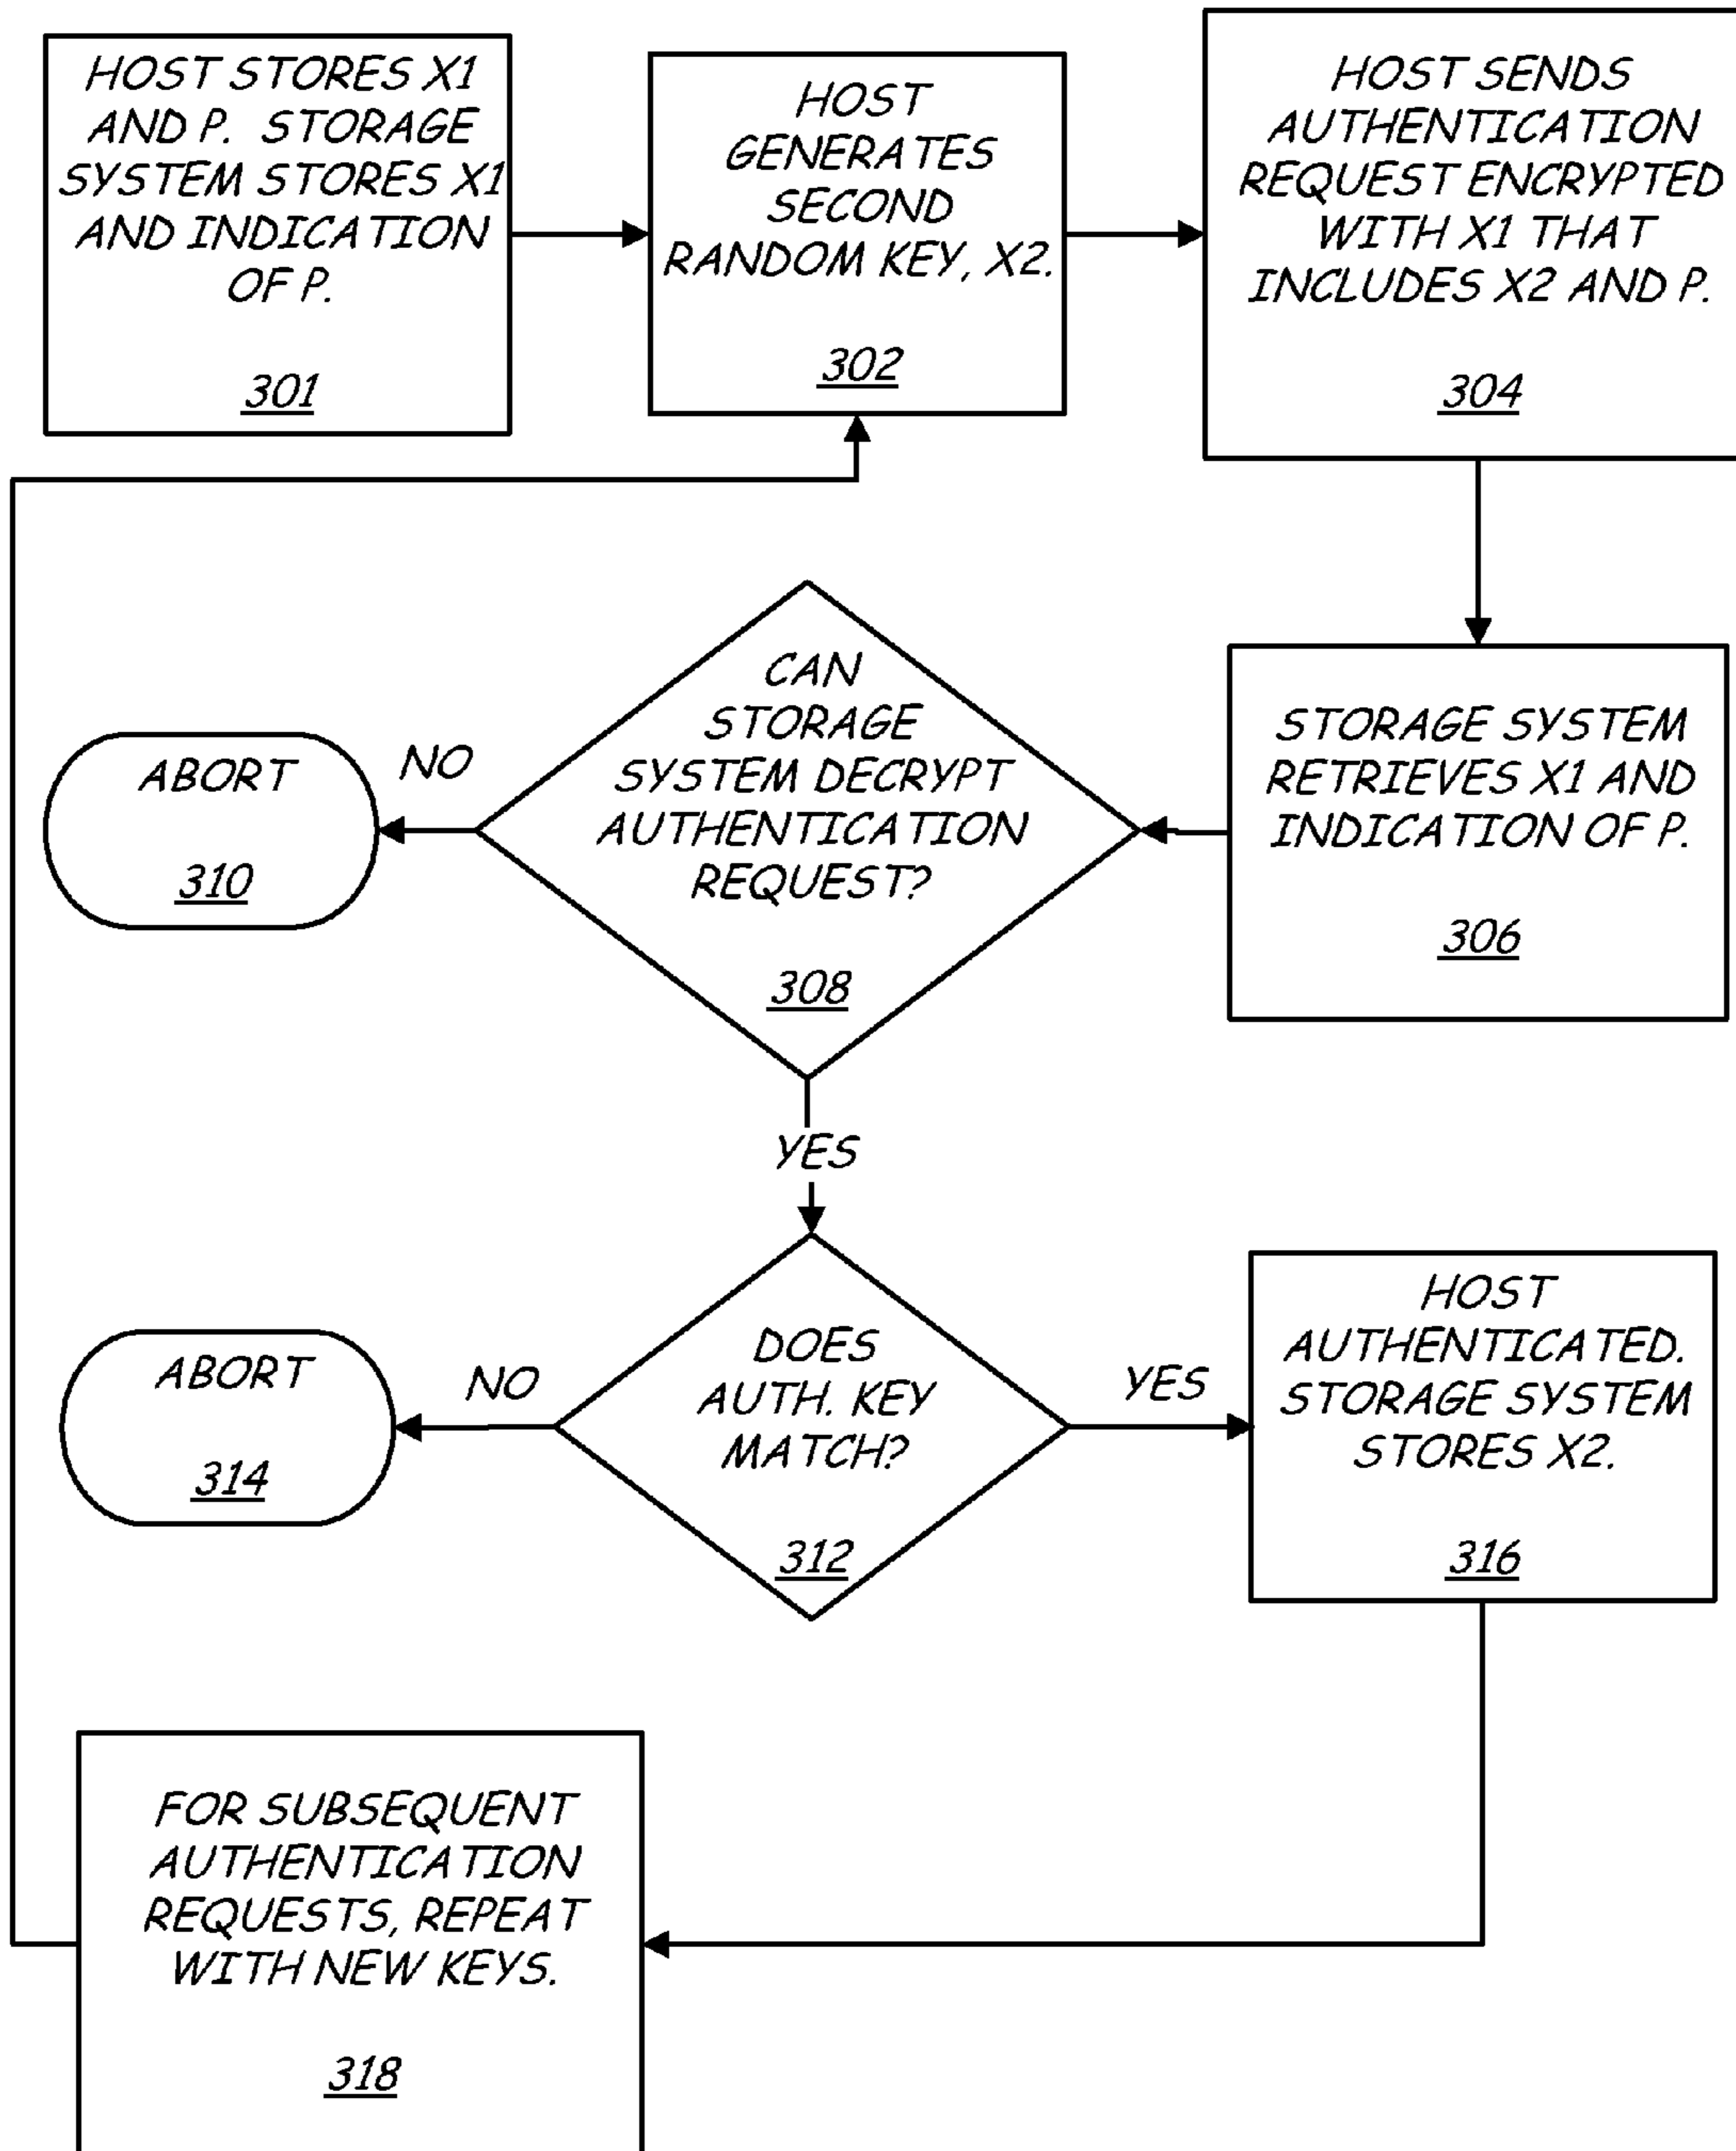 HOST STORES X1
AND P. STORAGE
SYSTEM STORES X1
AND INDICATION
OF P.
301
HOST
GENERATES
SECOND
RANDOM KEY, X2.
302
HOST SENDS
AUTHENTICATION
REQUEST ENCRYPTED
WITH X1 THAT
INCLUDES X2 AND P.
304
STORAGE SYSTEM
RETRIEVES X1 AND
INDICATION OF P.
306
CAN
STORAGE
SYSTEM DECRYPT
AUTHENTICATION
REQUEST?
308
NO
ABORT
310
YES
DOES
AUTH. KEY
MATCH?
312
NO
ABORT
314
YES
HOST
AUTHENTICATED.
STORAGE SYSTEM
STORES X2.
316
FOR SUBSEQUENT
AUTHENTICATION
REQUESTS, REPEAT
WITH NEW KEYS.
318